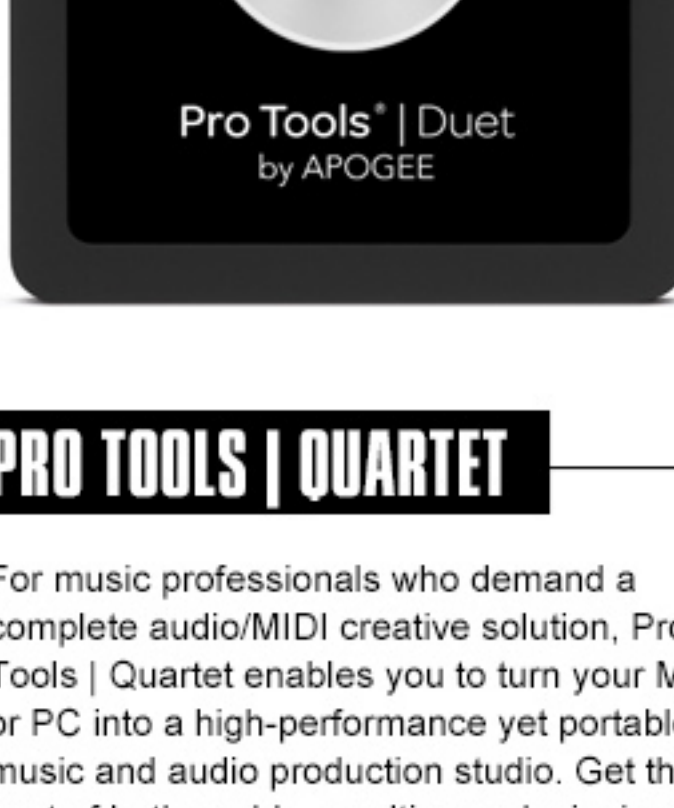 Pro Tools® | Duet
by APOGEE
PRO TOOLS | QUARTET
For music professionals who demand a
complete audio/MIDI creative solution, Pro
Tools | Quartet enables you to turn your M
or PC into a high-performance yet portable
music and audio production studio. Get th